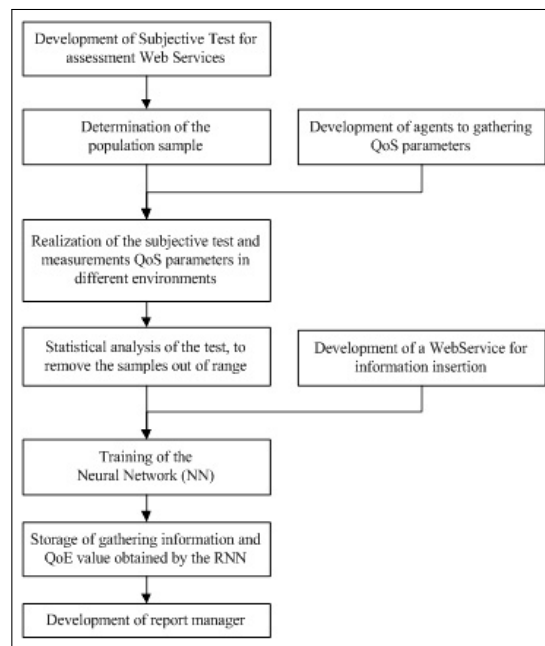 Development of Subjective Test for
assessment Web Services
Determination of the
population sample
Development of agents to gathering
QoS parameters
Realization of the subjective test and
measurements QoS parameters in
different environments
Statistical analysis of the test, to
remove the samples out of range
Development of a WebService for
information insertion
Training of the
Neural Network (NN)
Storage of gathering information and
QoE value obtained by the RNN
Development of report manager